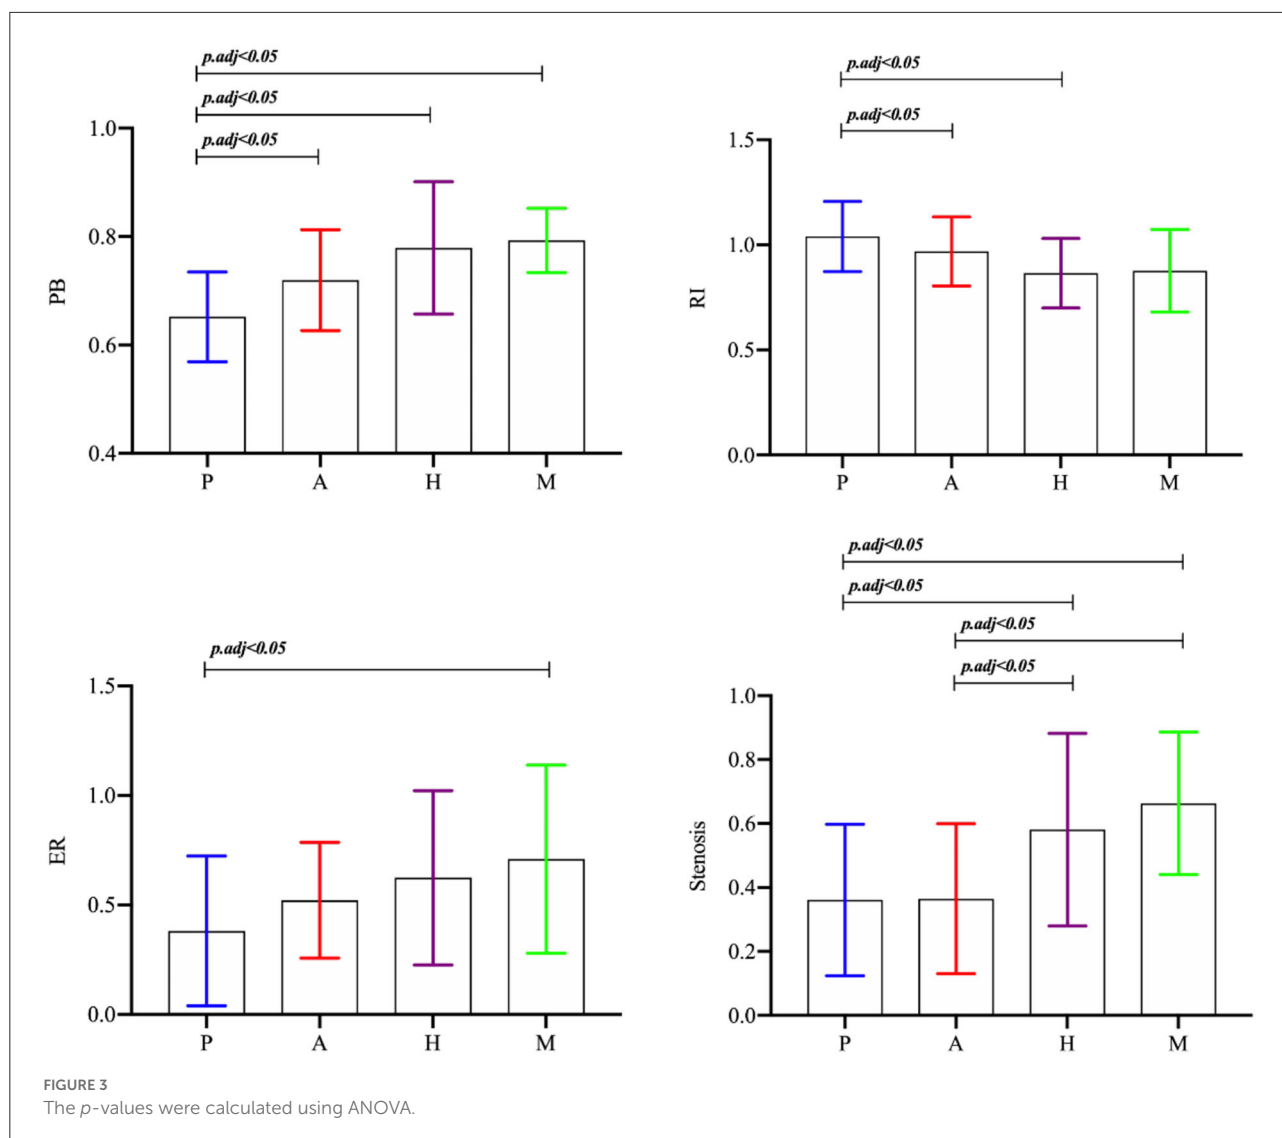 p.adj<0.05
p.adj<0.05
p.adj<0.05
1.0
0.8
0.6
0.4
PB
P A H M
p.adj<0.05
p.adj<0.05
1.5
1.0
0.5
0.0
RI
P A H M
p.adj<0.05
1.5
1.0
0.5
0.0
ER
P A H M
p.adj<0.05
p.adj<0.05
p.adj<0.05
p.adj<0.05
1.0
0.8
0.6
0.4
0.2
0.0
Stenosis
P A H M
FIGURE 3
The p-values were calculated using ANOVA.